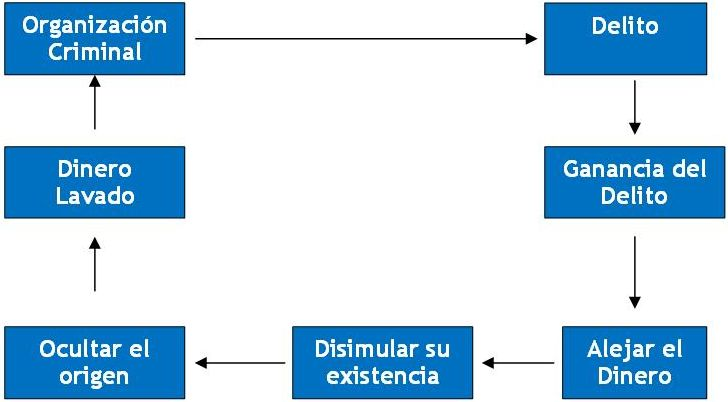 Organización
Criminal
Delito
Ganancia del
Delito
Alejar el
Dinero
Disimular su
existencia
Ocultar el
origen
Dinero
Lavado